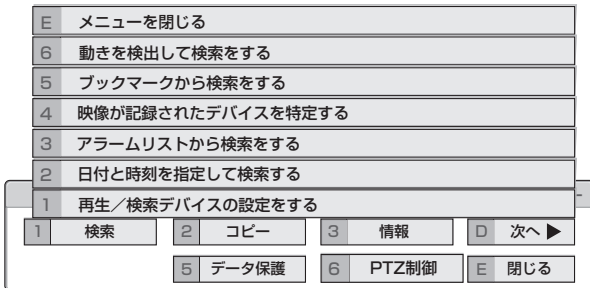 E メニューを閉じる
6 動きを検出して検索をする
5 ブックマークから検索をする
4 映像が記録されたデバイスを特定する
3 アラームリストから検索をする
2 日付と時刻を指定して検索する
1 再生／検索デバイスの設定をする
1 検索 2 コピー 3 情報 D 次へ ▶
5 データ保護 6 PTZ制御 E 閉じる